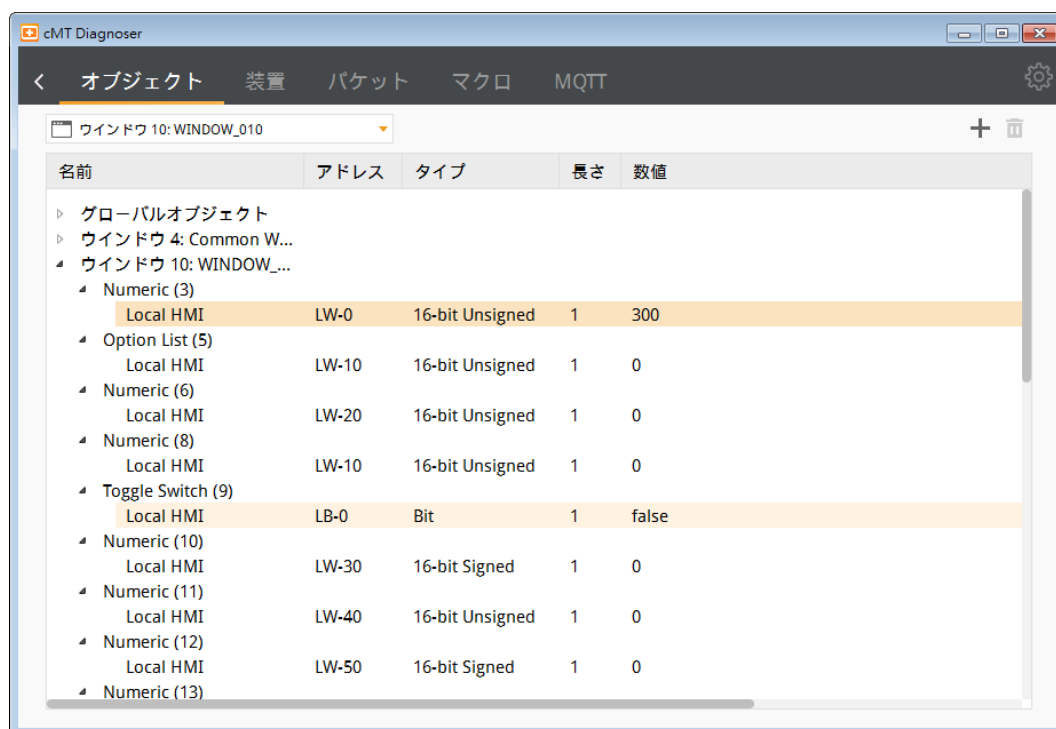 cMT Diagnoser
オブジェクト 装置 パケット マクロ MQTT
ウインドウ 10: WINDOW_010
名前 アドレス タイプ 長さ 数値
グローバルオブジェクト
ウインドウ 4: Common W...
ウインドウ 10: WINDOW_...
Numeric (3)
Local HMI LW-0 16-bit Unsigned 1 300
Option List (5)
Local HMI LW-10 16-bit Unsigned 1 0
Numeric (6)
Local HMI LW-20 16-bit Unsigned 1 0
Numeric (8)
Local HMI LW-10 16-bit Unsigned 1 0
Toggle Switch (9)
Local HMI LB-0 Bit 1 false
Numeric (10)
Local HMI LW-30 16-bit Signed 1 0
Numeric (11)
Local HMI LW-40 16-bit Unsigned 1 0
Numeric (12)
Local HMI LW-50 16-bit Signed 1 0
Numeric (13)